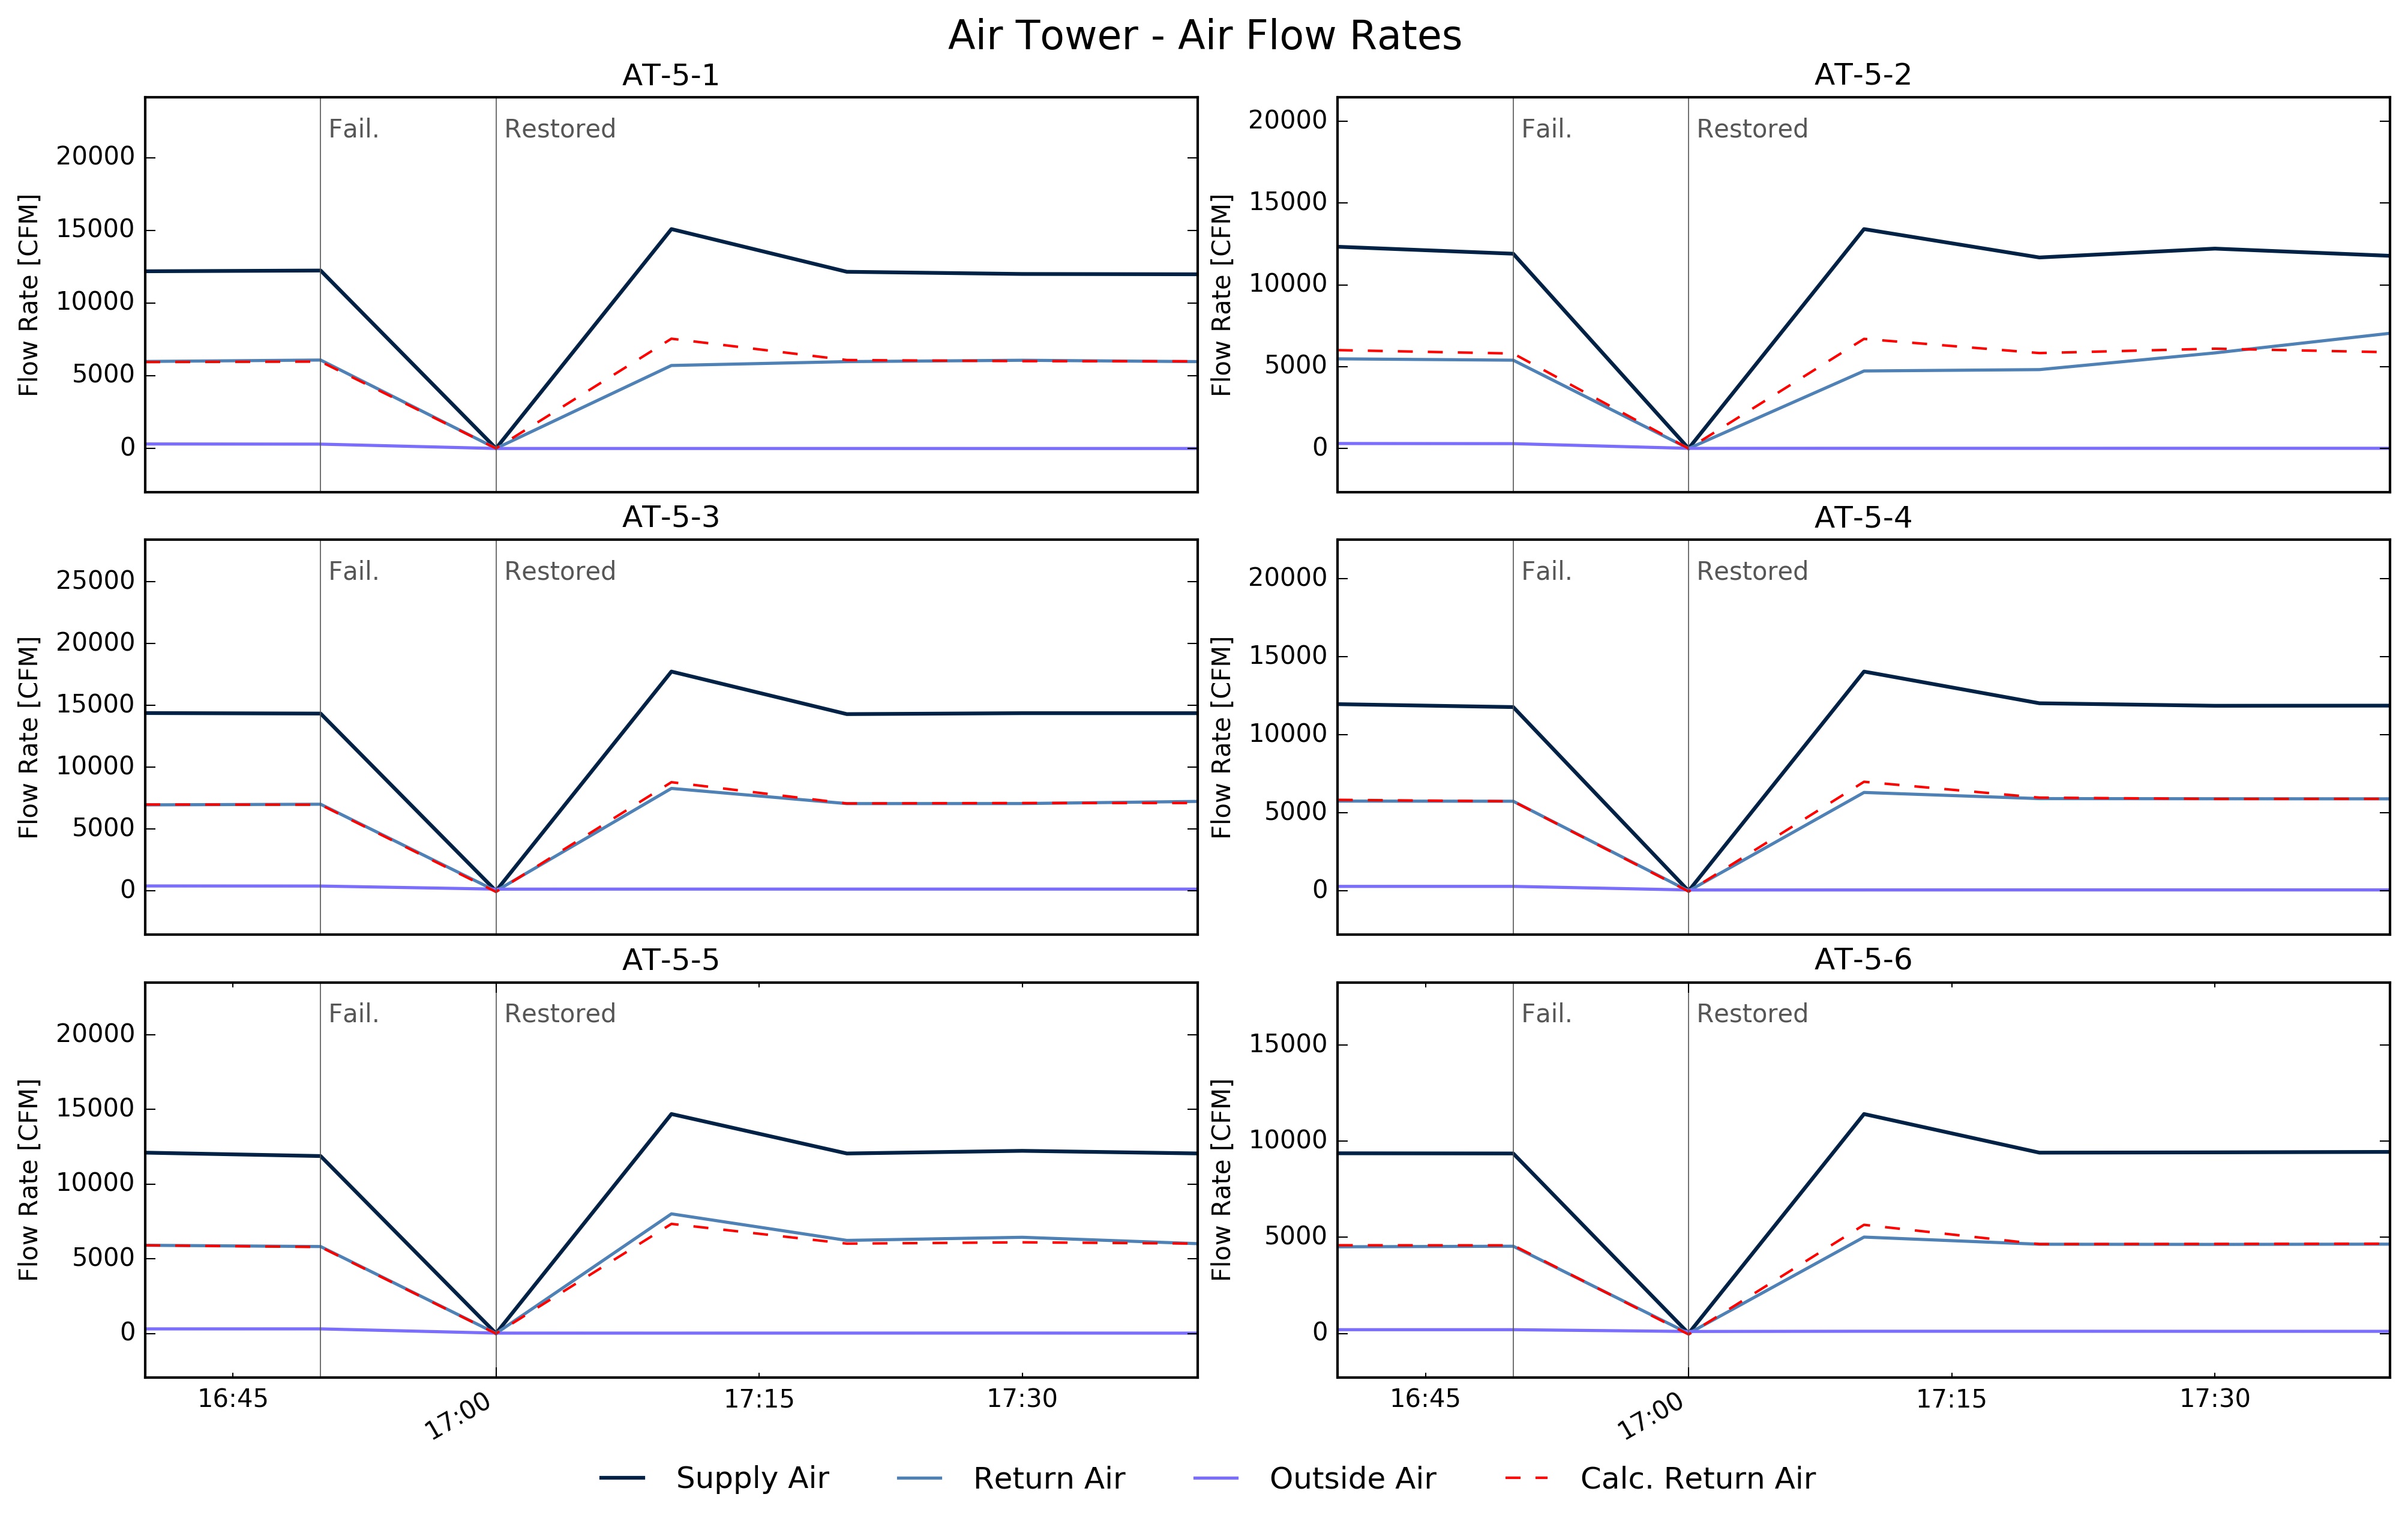 Air Tower - Air Flow Rates
AT-5-1
Flow Rate [CFM]
20000
15000
10000
5000
0
Fail.
Restored
AT-5-2
Flow Rate [CFM]
20000
15000
10000
5000
0
Fail.
Restored
AT-5-3
Flow Rate [CFM]
25000
20000
15000
10000
5000
0
Fail.
Restored
AT-5-4
Flow Rate [CFM]
20000
15000
10000
5000
0
Fail.
Restored
AT-5-5
Flow Rate [CFM]
20000
15000
10000
5000
0
Fail.
Restored
16:45
17:00
17:15
17:30
AT-5-6
Flow Rate [CFM]
15000
10000
5000
0
Fail.
Restored
16:45
17:00
17:15
17:30
Supply Air
Return Air
Outside Air
Calc. Return Air